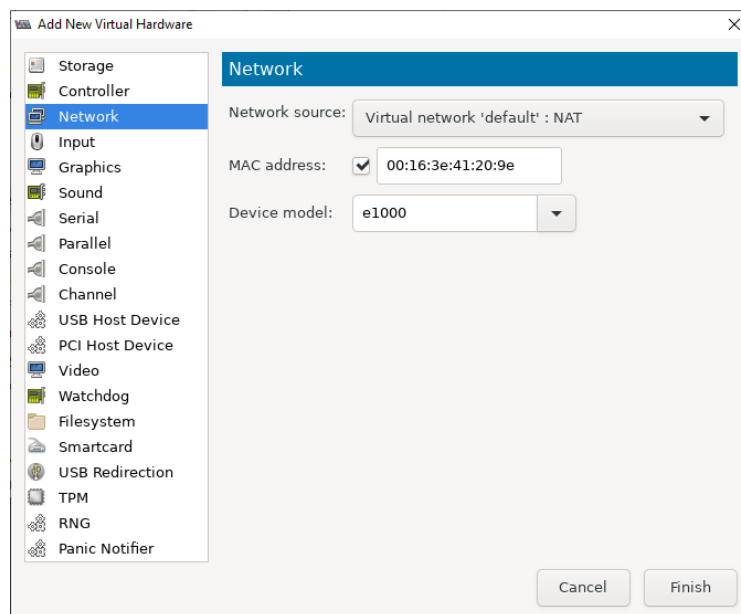 Add New Virtual Hardware
Storage
Controller
Network
Input
Graphics
Sound
Serial
Parallel
Console
Channel
USB Host Device
PCI Host Device
Video
Watchdog
Filesystem
Smartcard
USB Redirection
TPM
RNG
Panic Notifier
Network
Network source: Virtual network 'default' : NAT
MAC address: 00:16:3e:41:20:9e
Device model: e1000
Cancel Finish